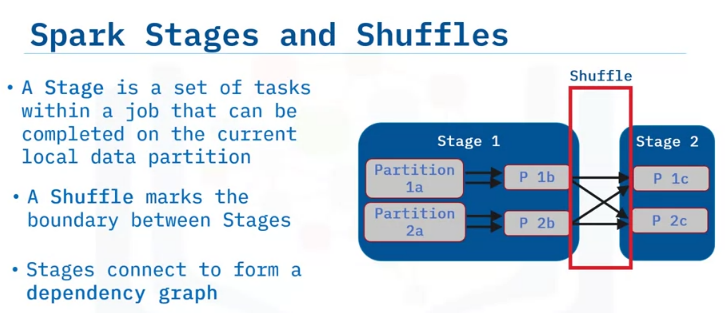 Spark Stages and Shuffles
• A Stage is a set of tasks
within a job that can be
completed on the current
local data partition
• A Shuffle marks the
boundary between Stages
• Stages connect to form a
dependency graph
Shuffle
Stage 1
Stage 2
Partition
1a
P 1b
P 1c
Partition
2a
P 2b
P 2c